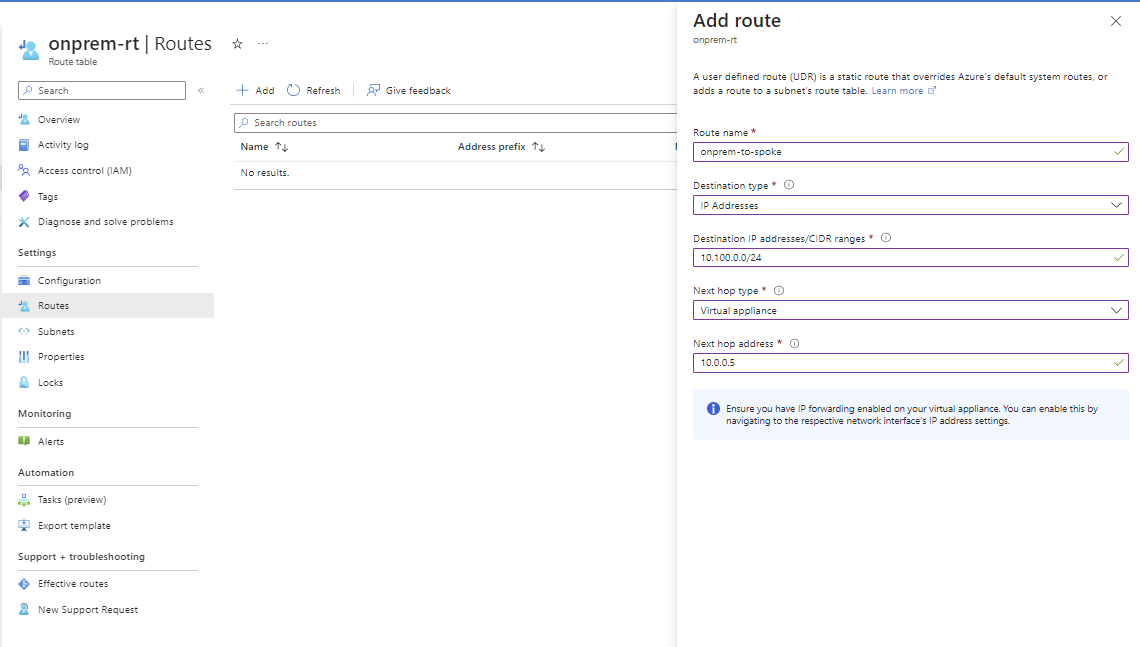 onprem-rt | Routes ☆ ···
Route table
Search «
Overview
Activity log
Access control (IAM)
Tags
Diagnose and solve problems
Settings
Configuration
Routes
Subnets
Properties
Locks
Monitoring
Alerts
Automation
Tasks (preview)
Export template
Support + troubleshooting
Effective routes
New Support Request
Add Refresh Give feedback
Search routes
Name ↑↓ Address prefix ↑↓
No results.
Add route
onprem-rt
A user defined route (UDR) is a static route that overrides Azure's default system routes, or
adds a route to a subnet's route table. Learn more
Route name *
onprem-to-spoke
Destination type *
IP Addresses
Destination IP addresses/CIDR ranges *
10.100.0.0/24
Next hop type *
Virtual appliance
Next hop address *
10.0.0.5
Ensure you have IP forwarding enabled on your virtual appliance. You can enable this by
navigating to the respective network interface's IP address settings.